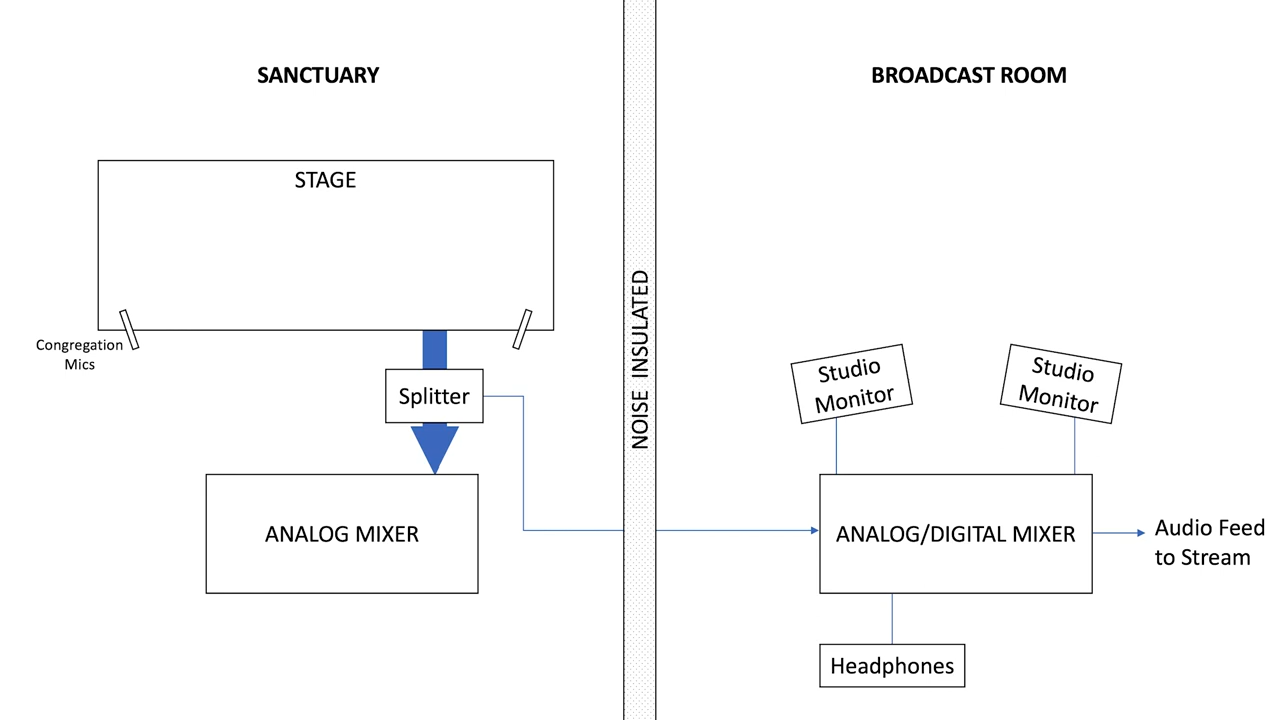 SANCTUARY
BROADCAST ROOM
STAGE
Congregation
Mics
Splitter
ANALOG MIXER
NOISE INSULATED
Studio
Monitor
Studio
Monitor
ANALOG/DIGITAL MIXER
Audio Feed
to Stream
Headphones